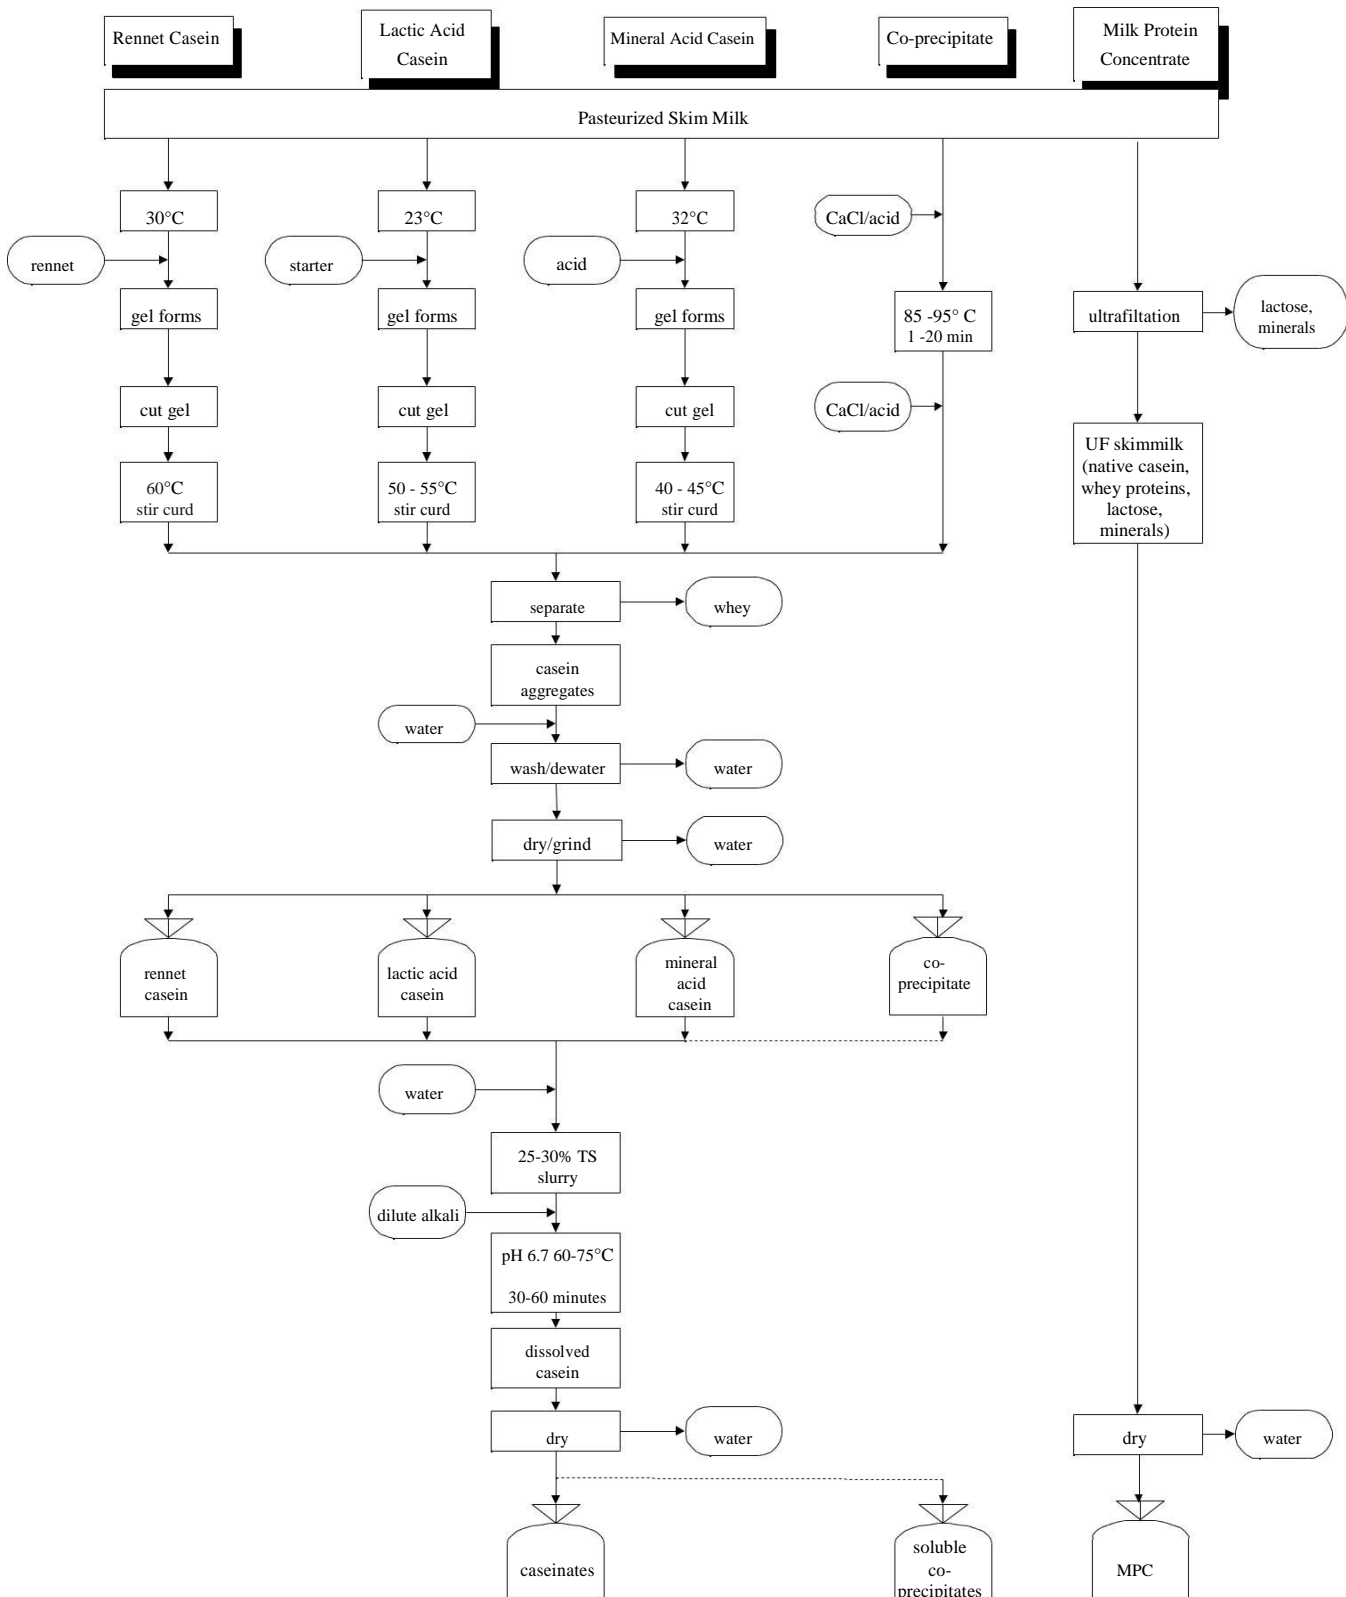 Rennet Casein
Lactic Acid
Casein
Mineral Acid Casein
Co-precipitate
Milk Protein
Concentrate
Pasteurized Skim Milk
30°C
23°C
32°C
CaCl/acid
rennet
starter
acid
gel forms
gel forms
gel forms
85 -95° C
1 -20 min
ultrafiltation
lactose,
minerals
cut gel
cut gel
cut gel
CaCl/acid
UF skimmilk
(native casein,
whey proteins,
lactose,
minerals)
60°C
stir curd
50 - 55°C
stir curd
40 - 45°C
stir curd
separate
whey
casein
aggregates
water
wash/dewater
water
dry/grind
water
rennet
casein
lactic acid
casein
mineral
acid
casein
co-
precipitate
water
25-30% TS
slurry
dilute alkali
pH 6.7 60-75°C
30-60 minutes
dissolved
casein
dry
water
dry
water
caseinates
soluble
co-
precipitates
MPC